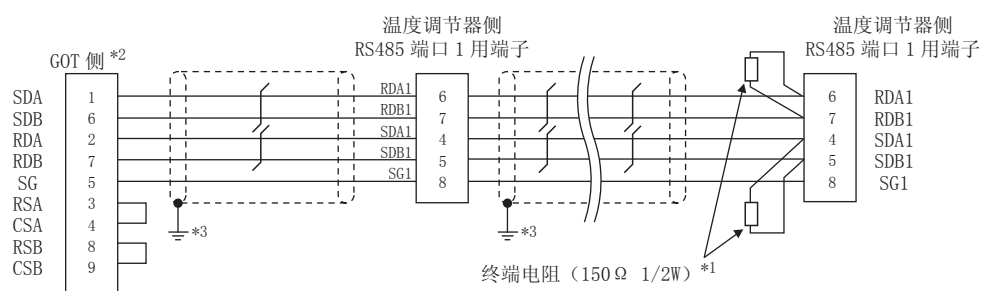 温度调节器侧
RS485 端口 1 用端子
温度调节器侧
RS485 端口 1 用端子
GOT 侧 *2
SDA 1 RDA1 6 6 RDA1
SDB 6 RDB1 7 7 RDB1
RDA 2 SDA1 4 4 SDA1
RDB 7 SDB1 5 5 SDB1
SG 5 SG1 8 8 SG1
RSA 3
CSA 4
RSB 8
CSB 9
*3
*3
终端电阻（150Ω 1/2W）*1